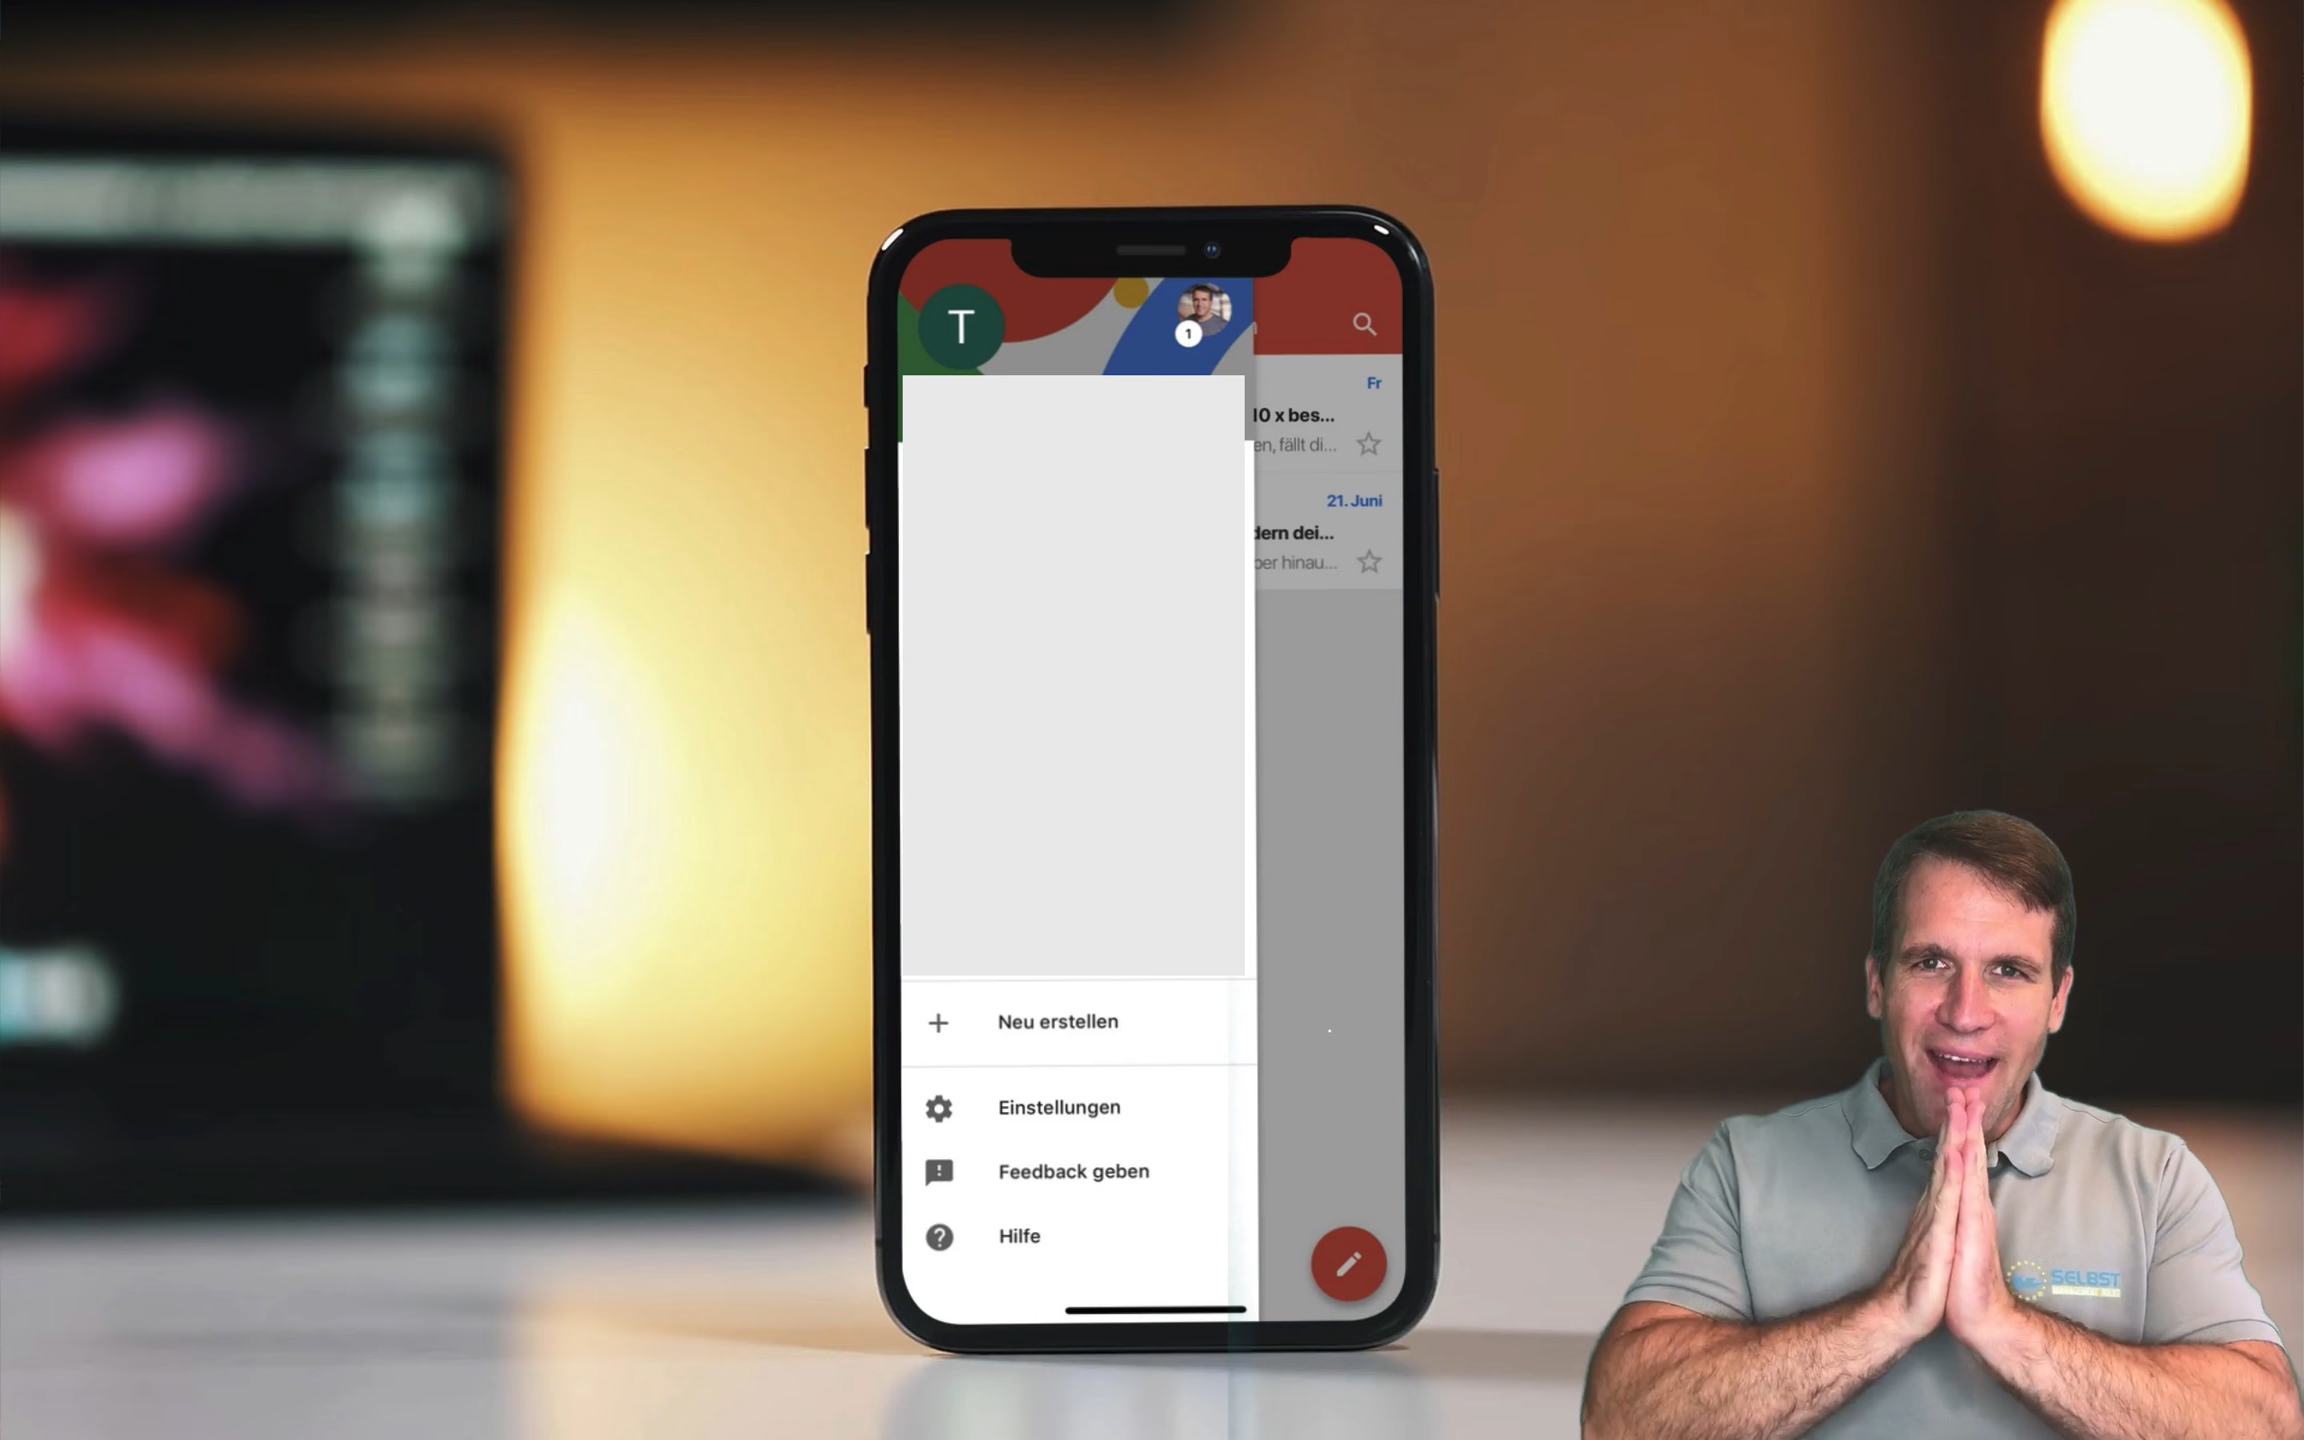 T
1
Fr
10 x bes...
en, fällt di...
21. Juni
dern dei...
ber hinau...
Neu erstellen
Einstellungen
Feedback geben
Hilfe
SELBST